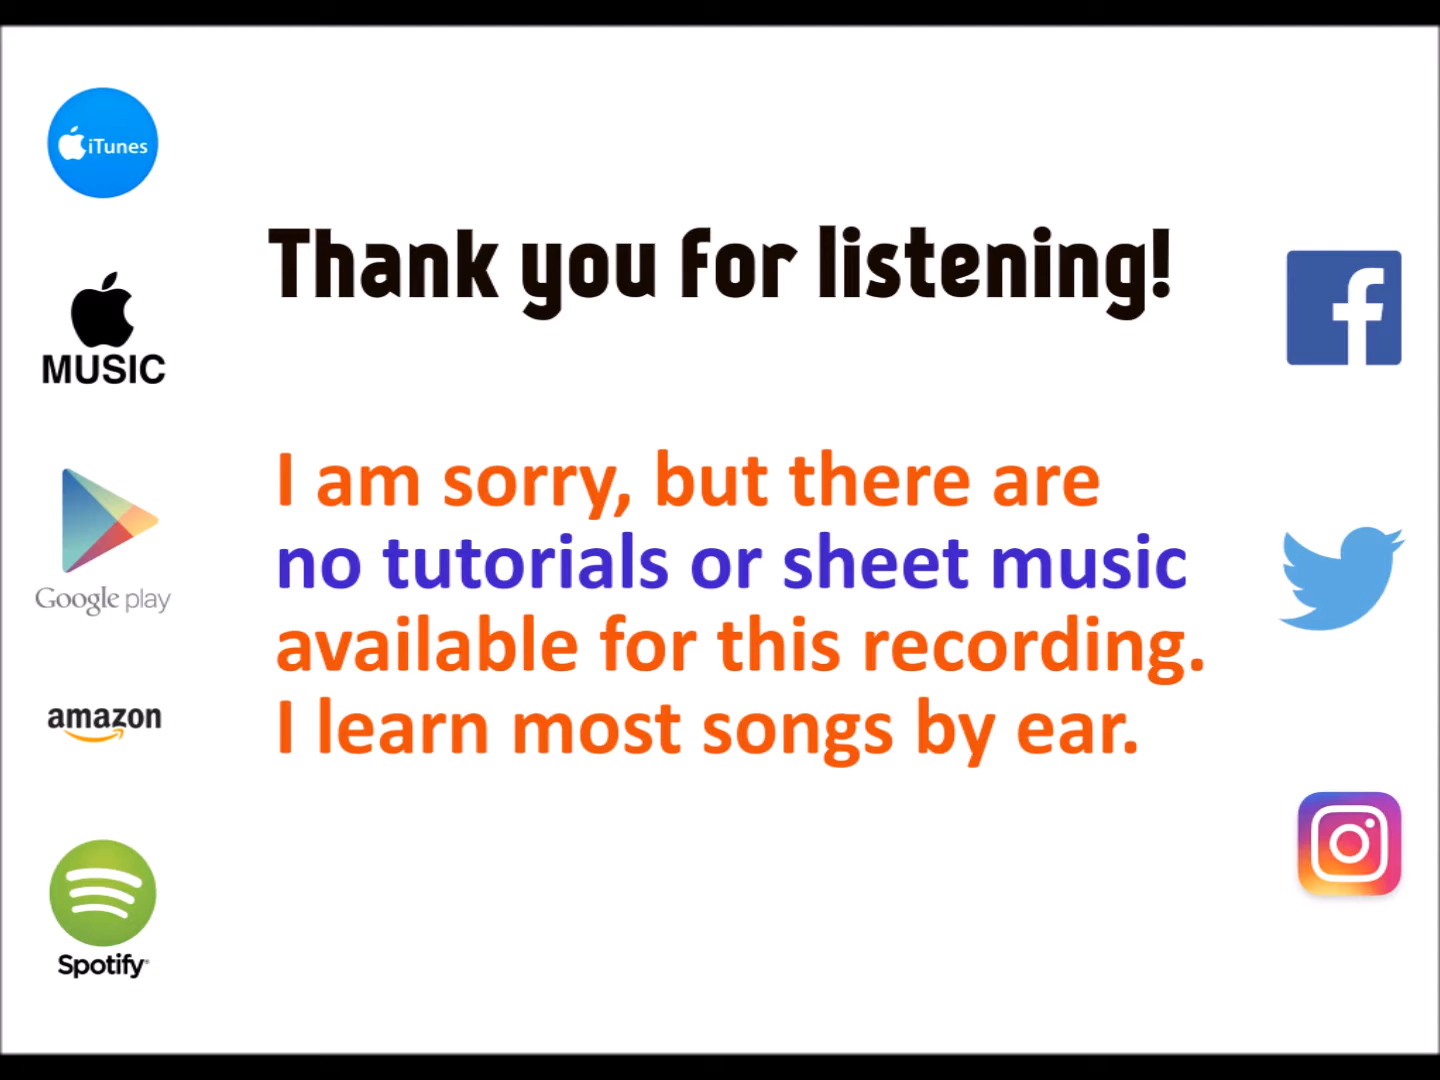 iTunes
MUSIC
Google play
amazon
Spotify
Thank you for listening!
I am sorry, but there are
no tutorials or sheet music
available for this recording.
I learn most songs by ear.